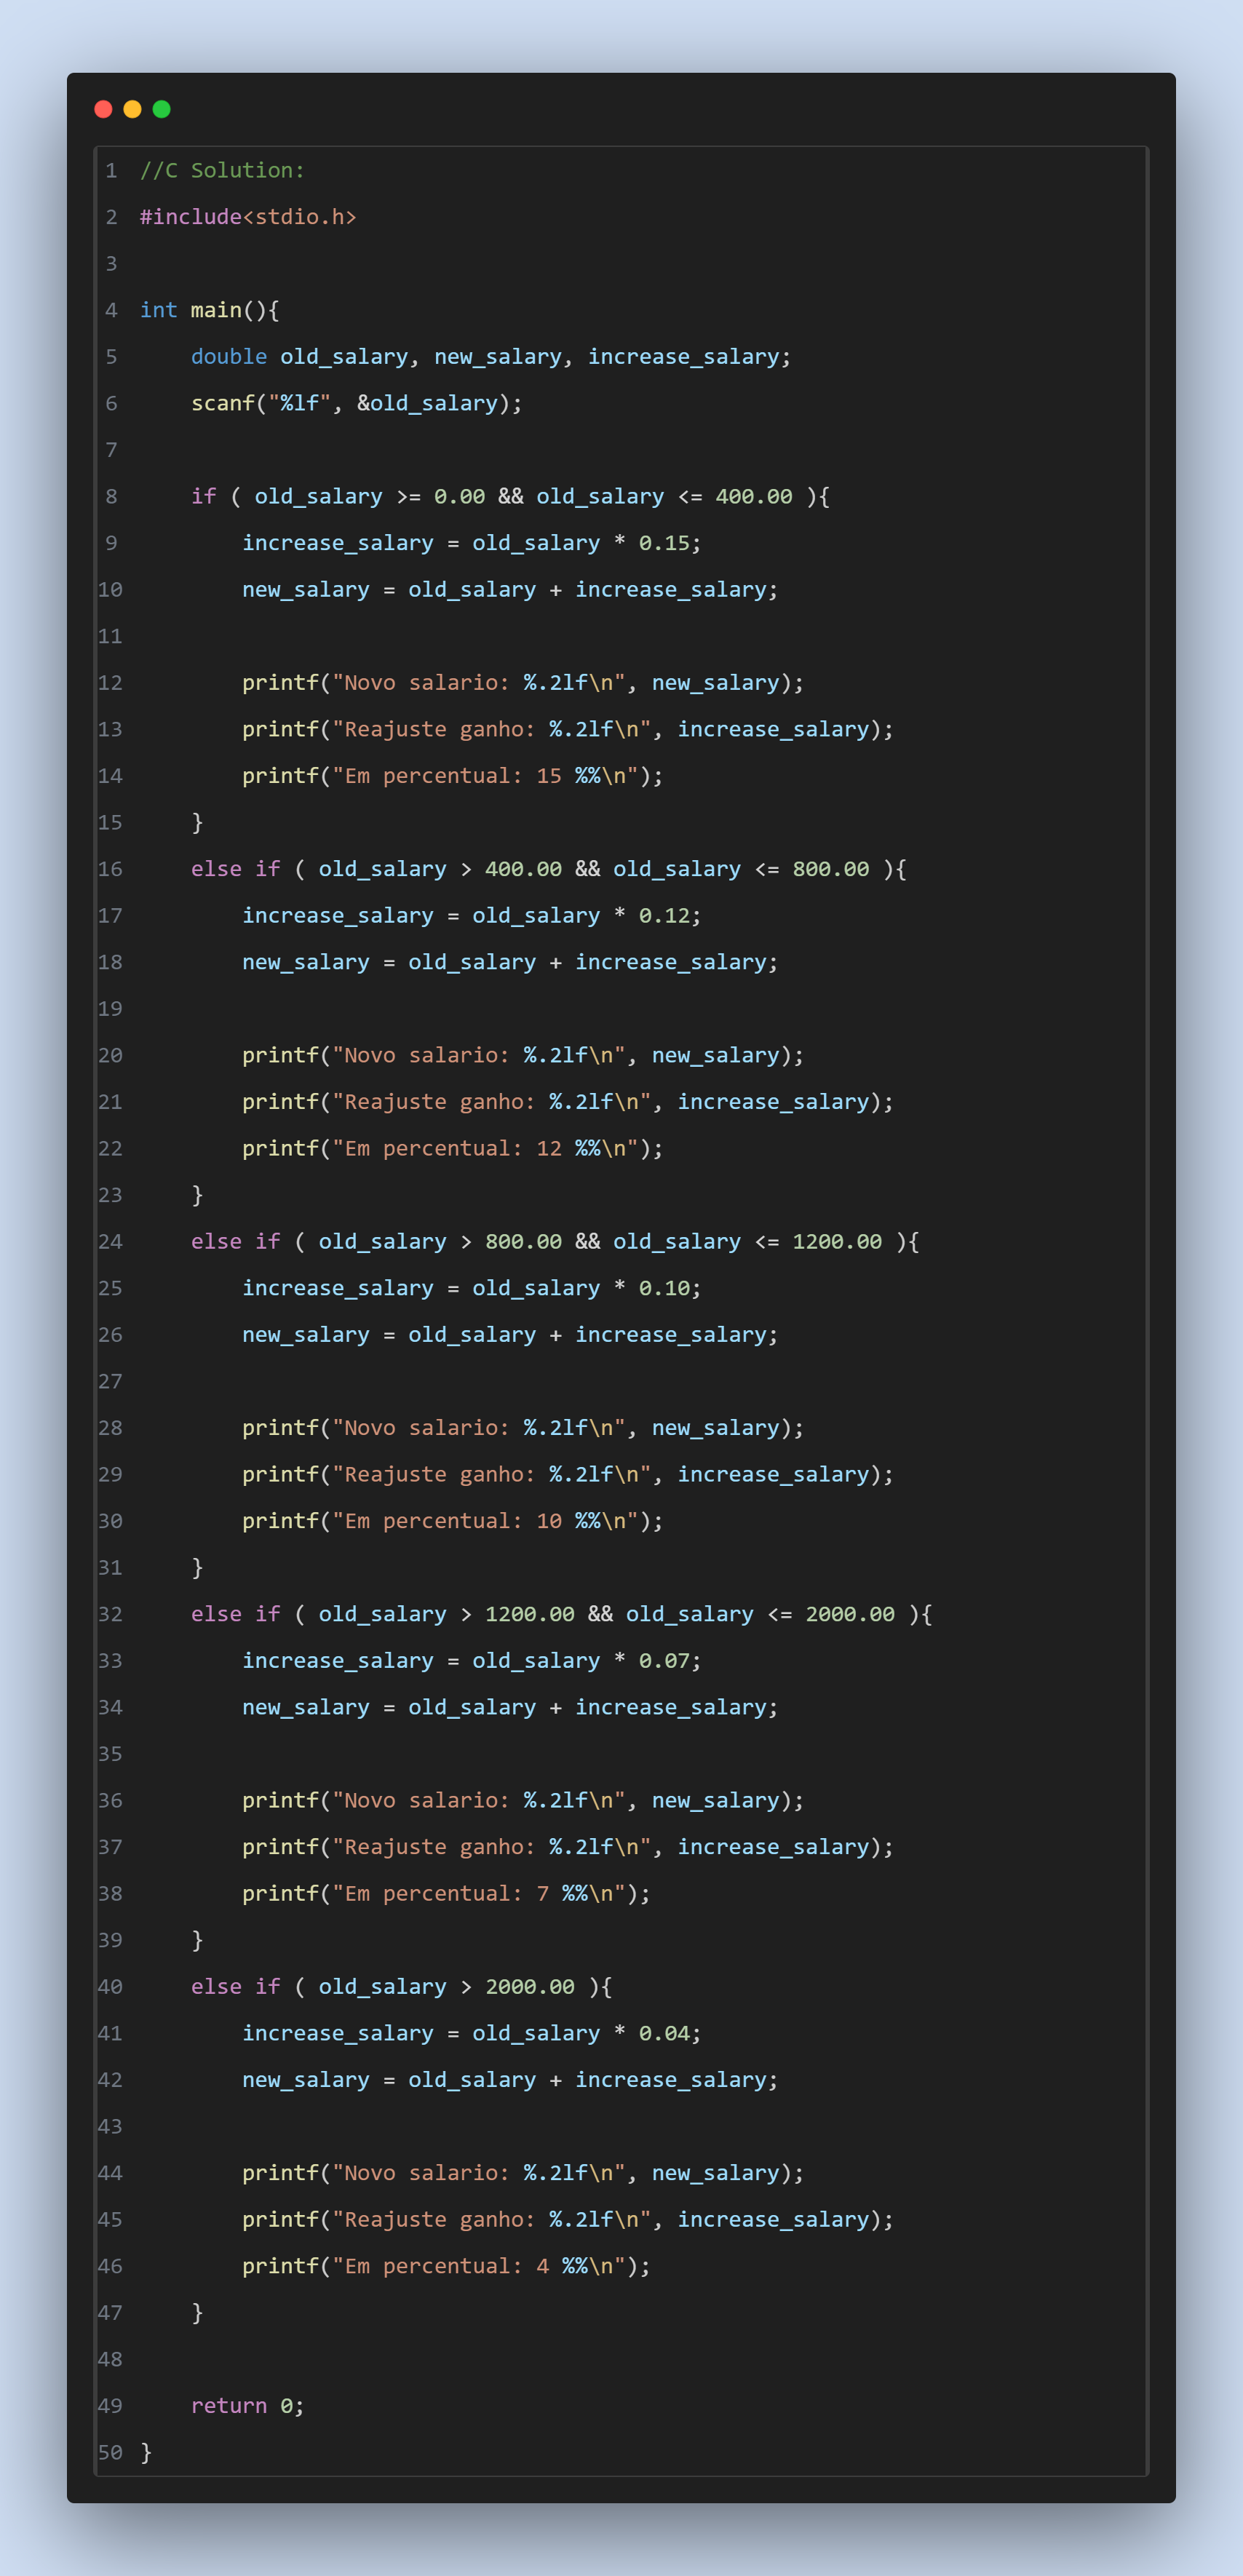 1 //C Solution:
2 #include<stdio.h>
3
4 int main(){
5     double old_salary, new_salary, increase_salary;
6     scanf("%lf", &old_salary);
7
8     if ( old_salary >= 0.00 && old_salary <= 400.00 ){
9         increase_salary = old_salary * 0.15;
10         new_salary = old_salary + increase_salary;
11
12         printf("Novo salario: %.2lf\n", new_salary);
13         printf("Reajuste ganho: %.2lf\n", increase_salary);
14         printf("Em percentual: 15 %%\n");
15     }
16     else if ( old_salary > 400.00 && old_salary <= 800.00 ){
17         increase_salary = old_salary * 0.12;
18         new_salary = old_salary + increase_salary;
19
20         printf("Novo salario: %.2lf\n", new_salary);
21         printf("Reajuste ganho: %.2lf\n", increase_salary);
22         printf("Em percentual: 12 %%\n");
23     }
24     else if ( old_salary > 800.00 && old_salary <= 1200.00 ){
25         increase_salary = old_salary * 0.10;
26         new_salary = old_salary + increase_salary;
27
28         printf("Novo salario: %.2lf\n", new_salary);
29         printf("Reajuste ganho: %.2lf\n", increase_salary);
30         printf("Em percentual: 10 %%\n");
31     }
32     else if ( old_salary > 1200.00 && old_salary <= 2000.00 ){
33         increase_salary = old_salary * 0.07;
34         new_salary = old_salary + increase_salary;
35
36         printf("Novo salario: %.2lf\n", new_salary);
37         printf("Reajuste ganho: %.2lf\n", increase_salary);
38         printf("Em percentual: 7 %%\n");
39     }
40     else if ( old_salary > 2000.00 ){
41         increase_salary = old_salary * 0.04;
42         new_salary = old_salary + increase_salary;
43
44         printf("Novo salario: %.2lf\n", new_salary);
45         printf("Reajuste ganho: %.2lf\n", increase_salary);
46         printf("Em percentual: 4 %%\n");
47     }
48
49     return 0;
50 }